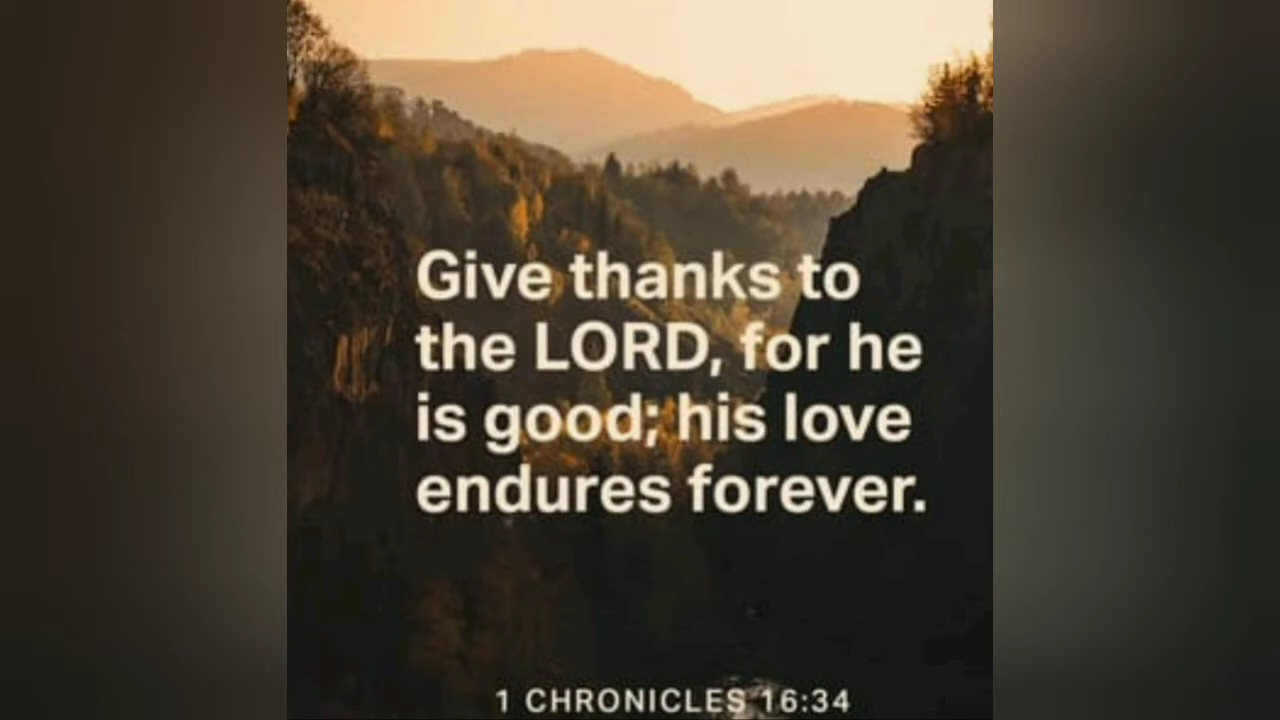 Give thanks to
the LORD, for he
is good; his love
endures forever.
1 CHRONICLES 16:34